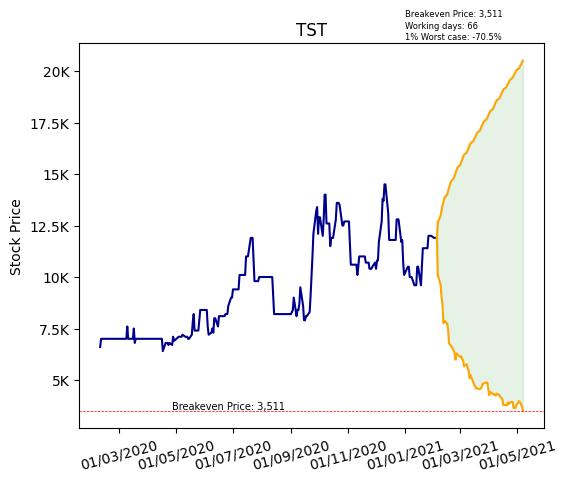 Breakeven Price: 3,511
Working days: 66
1% Worst case: -70.5%
TST
Stock Price
20K
17.5K
15K
12.5K
10K
7.5K
5K
Breakeven Price: 3,511
01/03/2020
01/05/2020
01/07/2020
01/09/2020
01/11/2020
01/01/2021
01/03/2021
01/05/2021